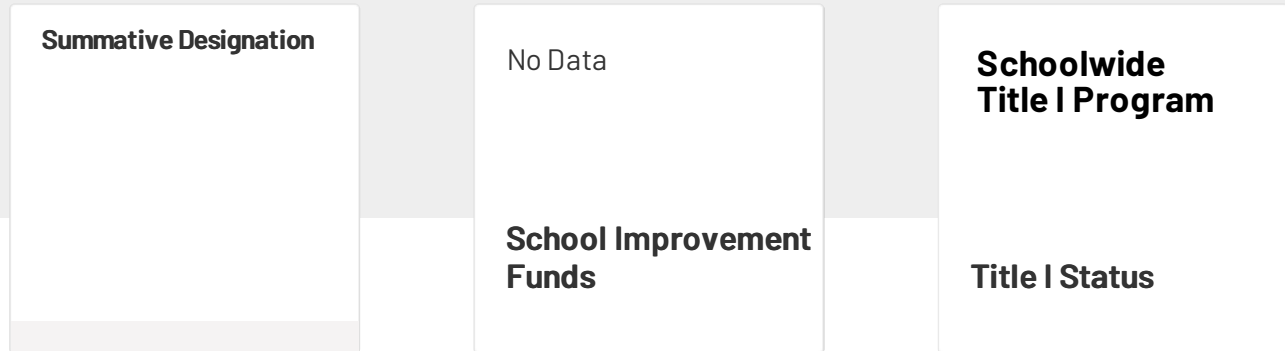 Summative Designation
No Data
School Improvement
Funds
Schoolwide
Title I Program
Title I Status